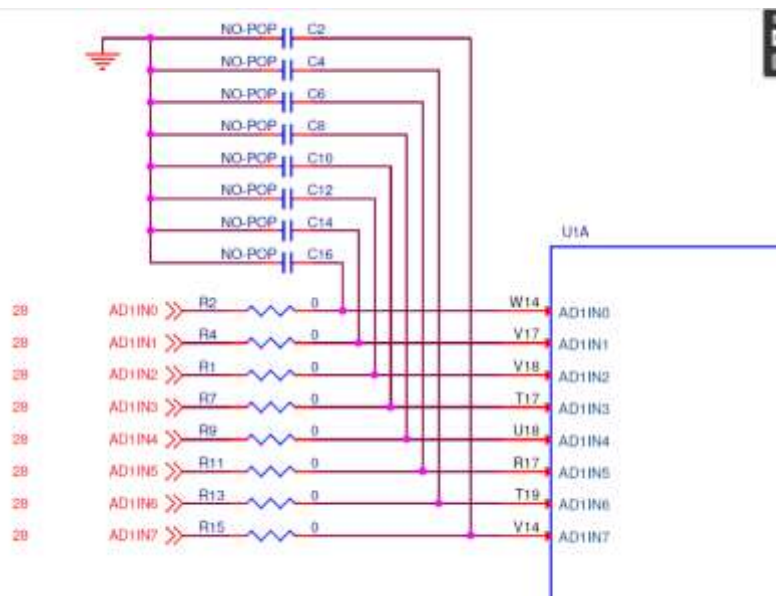 NO-POP C2
NO-POP C4
NO-POP C6
NO-POP C8
NO-POP C10
NO-POP C12
NO-POP C14
NO-POP C16
U1A
28 AD1IN0 R2 0 W14 AD1IN0
28 AD1IN1 R4 0 V17 AD1IN1
28 AD1IN2 R1 0 V18 AD1IN2
28 AD1IN3 R7 0 T17 AD1IN3
28 AD1IN4 R9 0 U18 AD1IN4
28 AD1IN5 R11 0 R17 AD1IN5
28 AD1IN6 R13 0 T19 AD1IN6
28 AD1IN7 R15 0 V14 AD1IN7